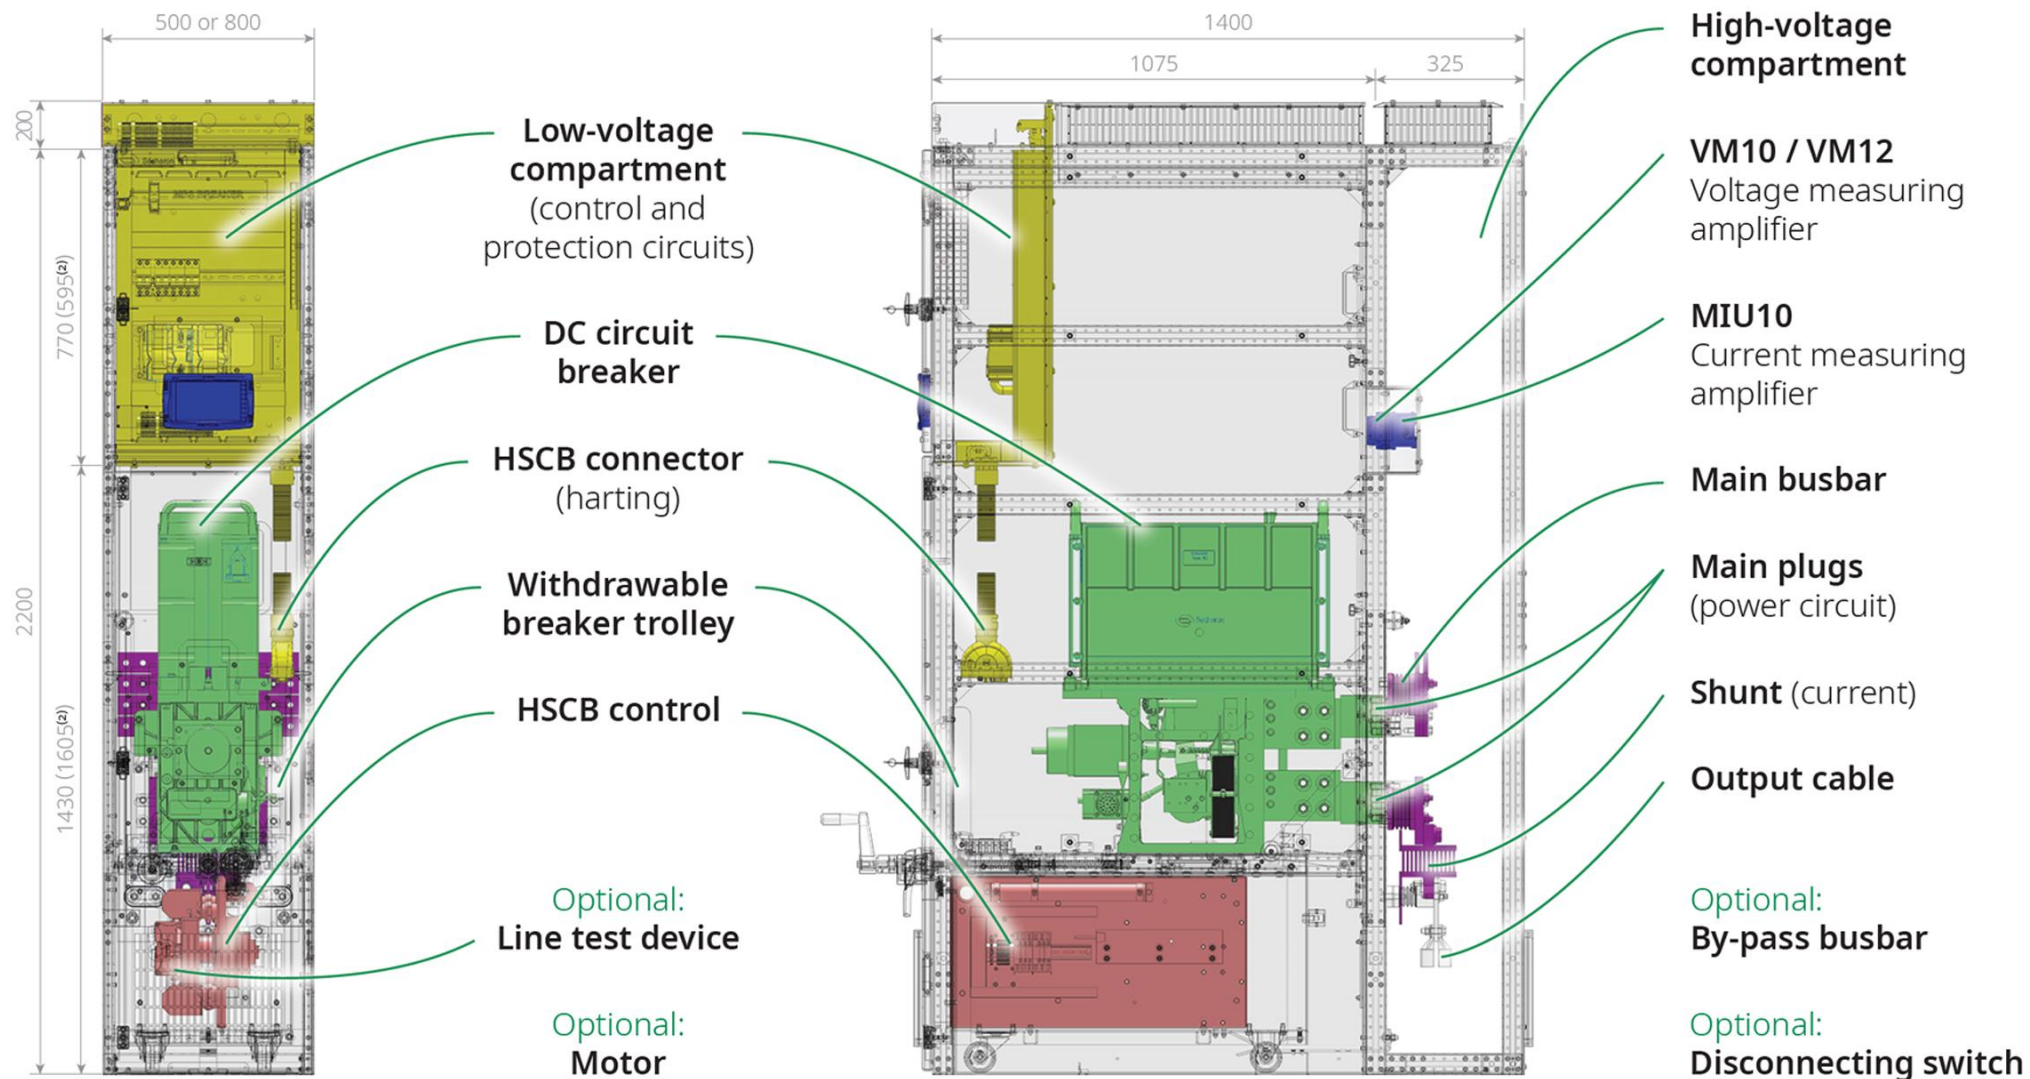 500 or 800
200
770 (595(2))
2200
1430 (1605(2))
Low-voltage
compartment
(control and
protection circuits)
DC circuit
breaker
HSCB connector
(harting)
Withdrawable
breaker trolley
HSCB control
Optional:
Line test device
Optional:
Motor
1400
1075
325
High-voltage
compartment
VM10 / VM12
Voltage measuring
amplifier
MIU10
Current measuring
amplifier
Main busbar
Main plugs
(power circuit)
Shunt (current)
Output cable
Optional:
By-pass busbar
Optional:
Disconnecting switch